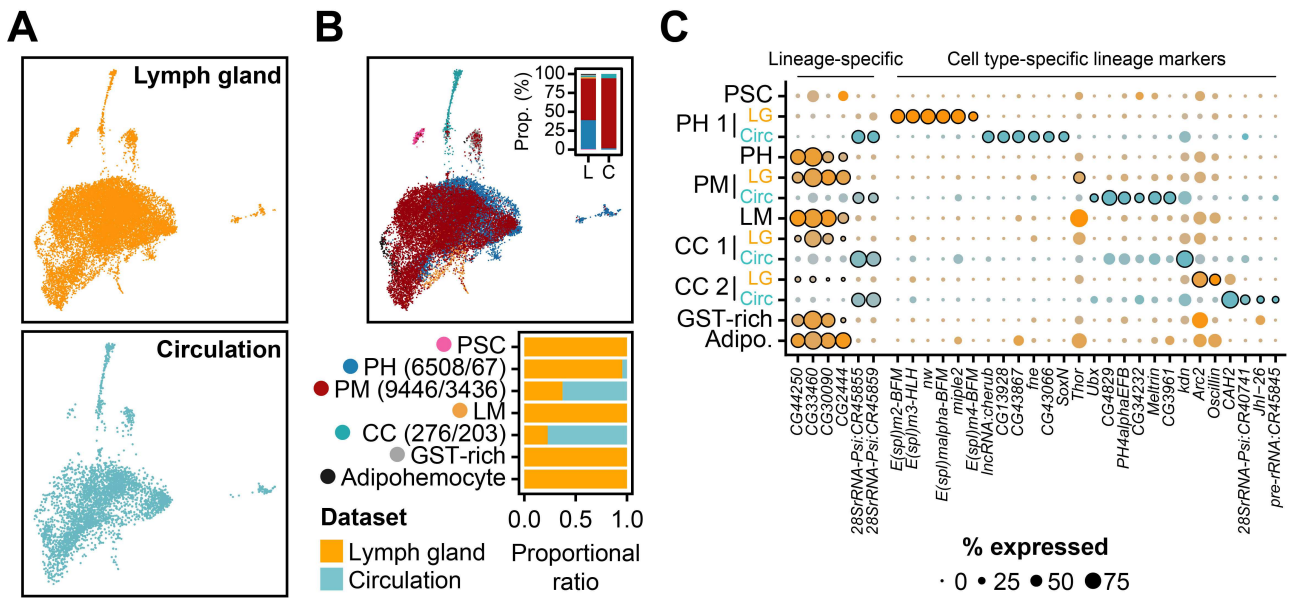 A
Lymph gland
Circulation
B
Prop. (%)
100
75
50
25
0
L C
PSC
PH (6508/67)
PM (9446/3436)
LM
CC (276/203)
GST-rich
Adipohemocyte
0.0 0.5 1.0
Proportional
ratio
Dataset
Lymph gland
Circulation
C
Lineage-specific
Cell type-specific lineage markers
PSC
PH 1
LG
Circ
PH
PM
LG
Circ
LM
CC 1
LG
Circ
CC 2
LG
Circ
GST-rich
Adipo.
CG44250
CG33460
CG30090
CG2444
28SrRNA-Psi:CR45855
28SrRNA-Psi:CR45859
E(spl)m2-BFM
E(spl)m3-HLH
nw
E(spl)malpha-BFM
miple2
E(spl)m4-BFM
lncRNA:cherub
CG13928
CG43867
fne
CG43066
SoxN
Thor
Ubx
CG4829
PH4alphaEFB
CG34232
Meltrin
CG3961
kdn
Arc2
Oscillin
CAH2
28SrRNA-Psi:CR40741
Jhl-26
pre-rRNA:CR45845
% expressed
0 25 50 75